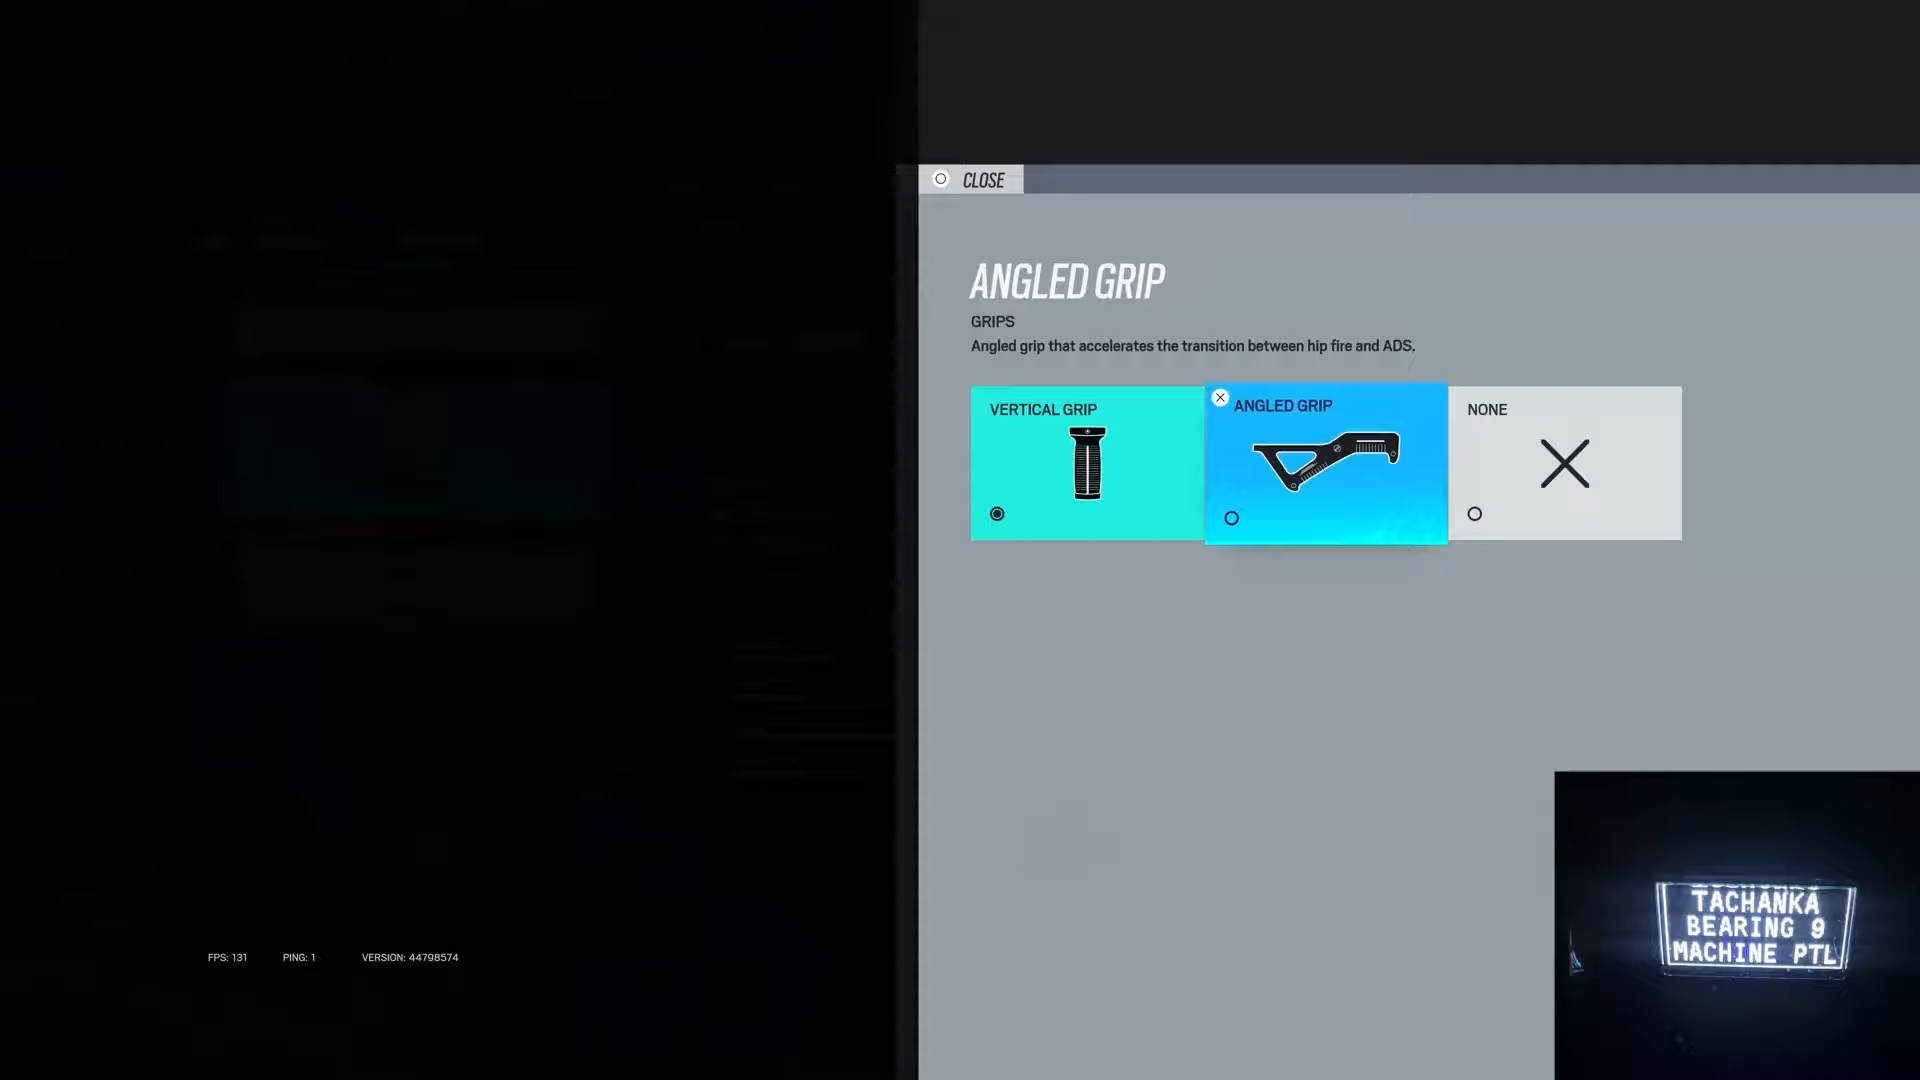 CLOSE
ANGLED GRIP
GRIPS
Angled grip that accelerates the transition between hip fire and ADS.
VERTICAL GRIP
ANGLED GRIP
NONE
TACHANKA
BEARING 9
MACHINE PTL
FPS: 131 PING: 1 VERSION: 44798574